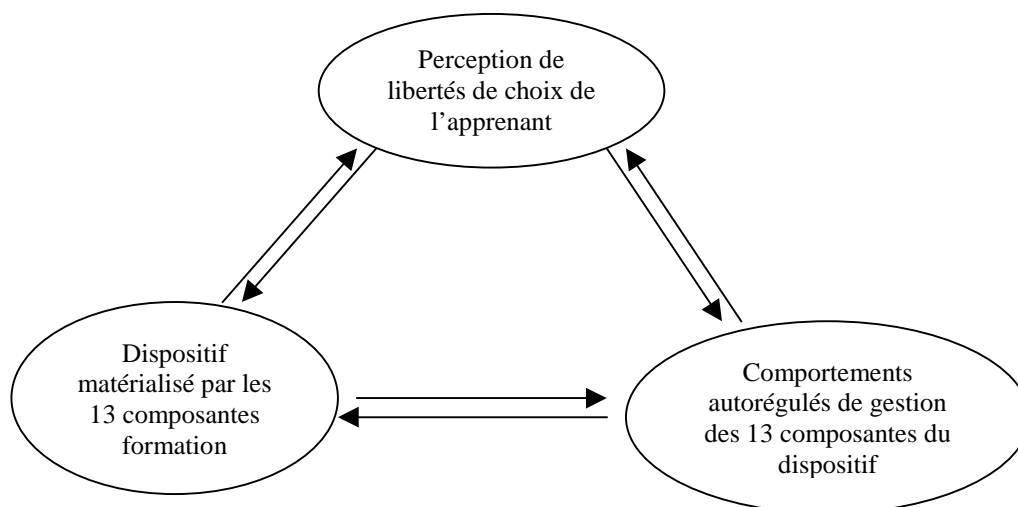 Perception de
libertés de choix de
l’apprenant
Dispositif
matérialisé par les
13 composantes
formation
Comportements
autorégulés de gestion
des 13 composantes du
dispositif